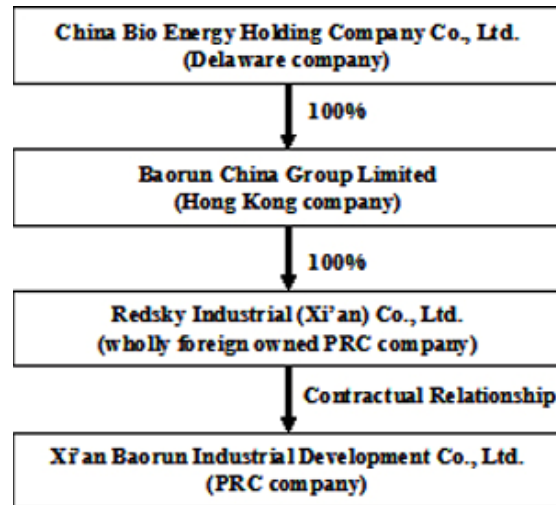 China Bio Energy Holding Company Co., Ltd.
(Delaware company)
100%
Baorun China Group Limited
(Hong Kong company)
100%
Redsky Industrial (Xi'an) Co., Ltd.
(wholly foreign owned PRC company)
Contractual Relationship
Xi'an Baorun Industrial Development Co., Ltd.
(PRC company)